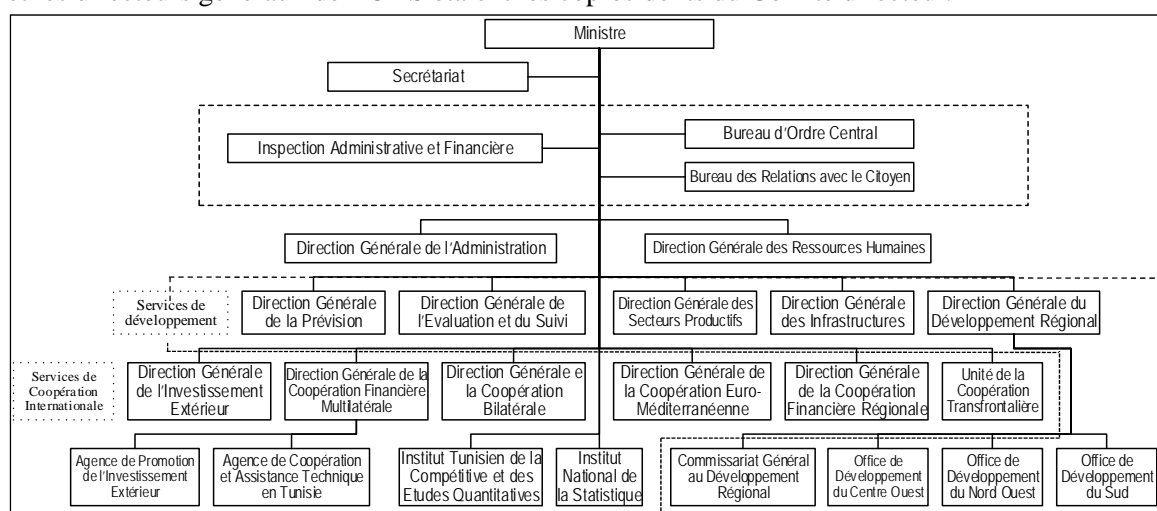 Ministre
Secrétariat
Bureau d'Ordre Central
Inspection Administrative et Financière
Bureau des Relations avec le Citoyen
Direction Générale de l'Administration
Direction Générale des Ressources Humaines
Services de
développement
Direction Générale
de la Prévision
Direction Générale de
l'Evaluation et du Suivi
Direction Générale des
Secteurs Productifs
Direction Générale
des Infrastructures
Direction Générale du
Développement Régional
Services de
Coopération
Internationale
Direction Générale
de l'Investissement
Extérieur
Direction Générale de la
Coopération Financière
Multilatérale
Direction Générale e
la Coopération
Bilatérale
Direction Générale de
la Coopération Euro-
Méditerranéenne
Direction Générale
de la Coopération
Financière Régionale
Unité de la
Coopération
Transfrontalière
Agence de Promotion
de l'Investissement
Extérieur
Agence de Coopération
et Assistance Technique
en Tunisie
Institut Tunisien de la
Compétitive et des
Etudes Quantitatives
Institut
National de
la Statistique
Commissariat Général
au Développement
Régional
Office de
Développement
du Centre Ouest
Office de
Développement
du Nord Ouest
Office de
Développement
du Sud